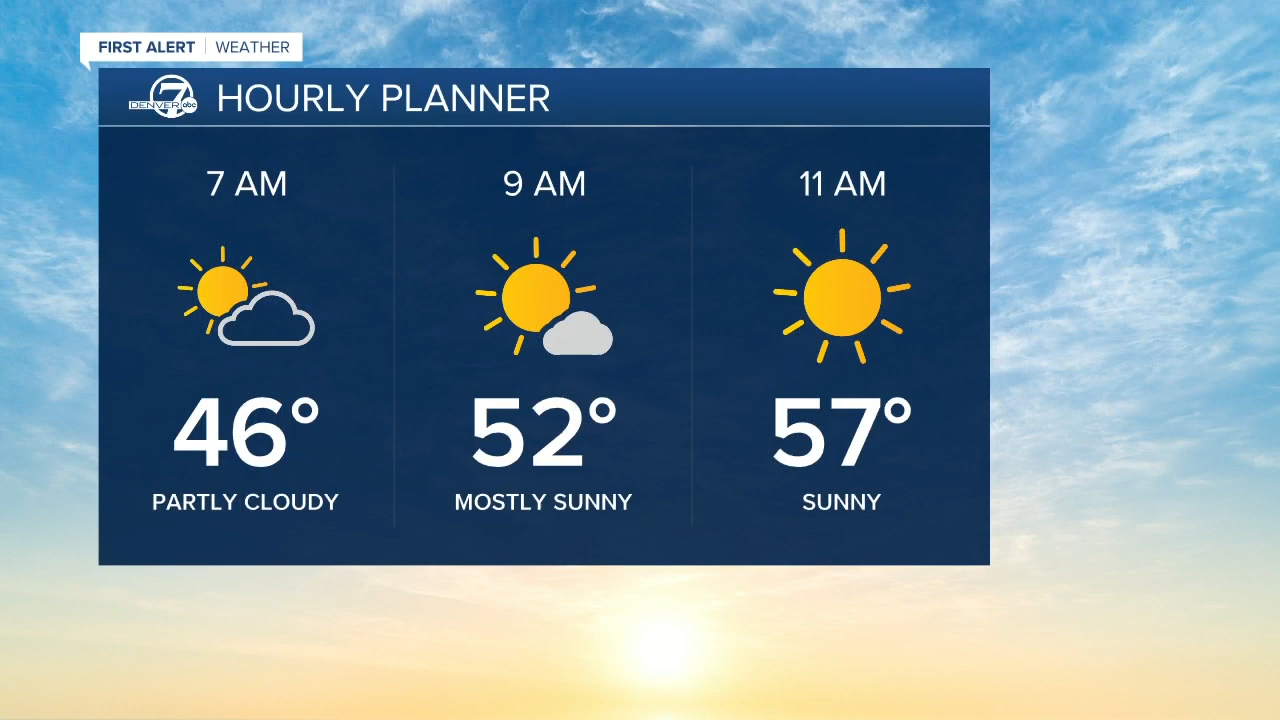 FIRST ALERT | WEATHER
DENVER 7 abc
HOURLY PLANNER
7 AM
9 AM
11 AM
46°
52°
57°
PARTLY CLOUDY
MOSTLY SUNNY
SUNNY